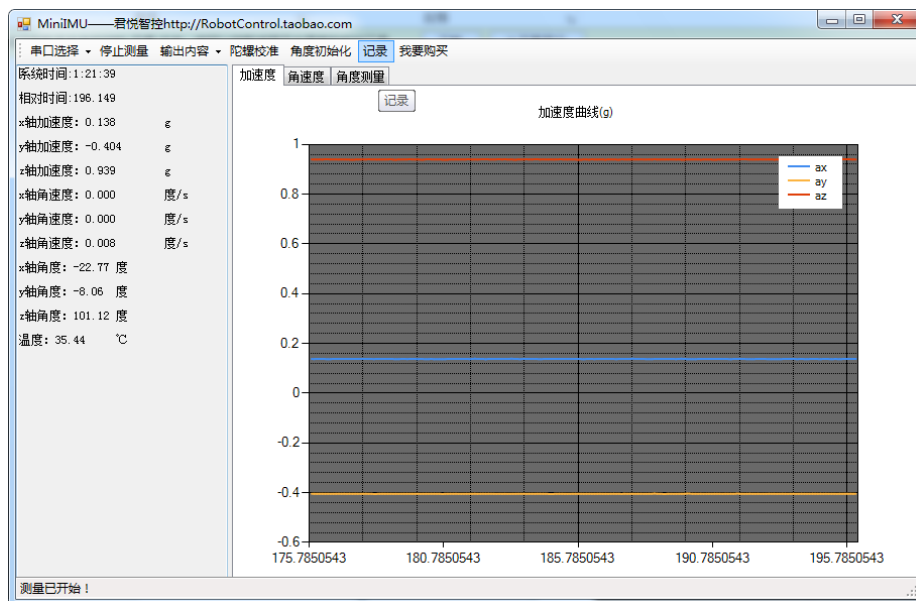 MiniIMU——君悦智控http://RobotControl.taobao.com
串口选择 停止测量 输出内容 陀螺校准 角度初始化 记录 我要购买
系统时间:1:21:39
相对时间:196.149
x轴加速度: 0.138 g
y轴加速度: -0.404 g
z轴加速度: 0.939 g
x轴角速度: 0.000 度/s
y轴角速度: 0.000 度/s
z轴角速度: 0.008 度/s
x轴角度: -22.77 度
y轴角度: -8.06 度
z轴角度: 101.12 度
温度: 35.44 ℃
加速度 角速度 角度测量
记录
加速度曲线(g)
1
0.8
0.6
0.4
0.2
0
-0.2
-0.4
-0.6
ax
ay
az
175.7850543 180.7850543 185.7850543 190.7850543 195.7850543
测量已开始！